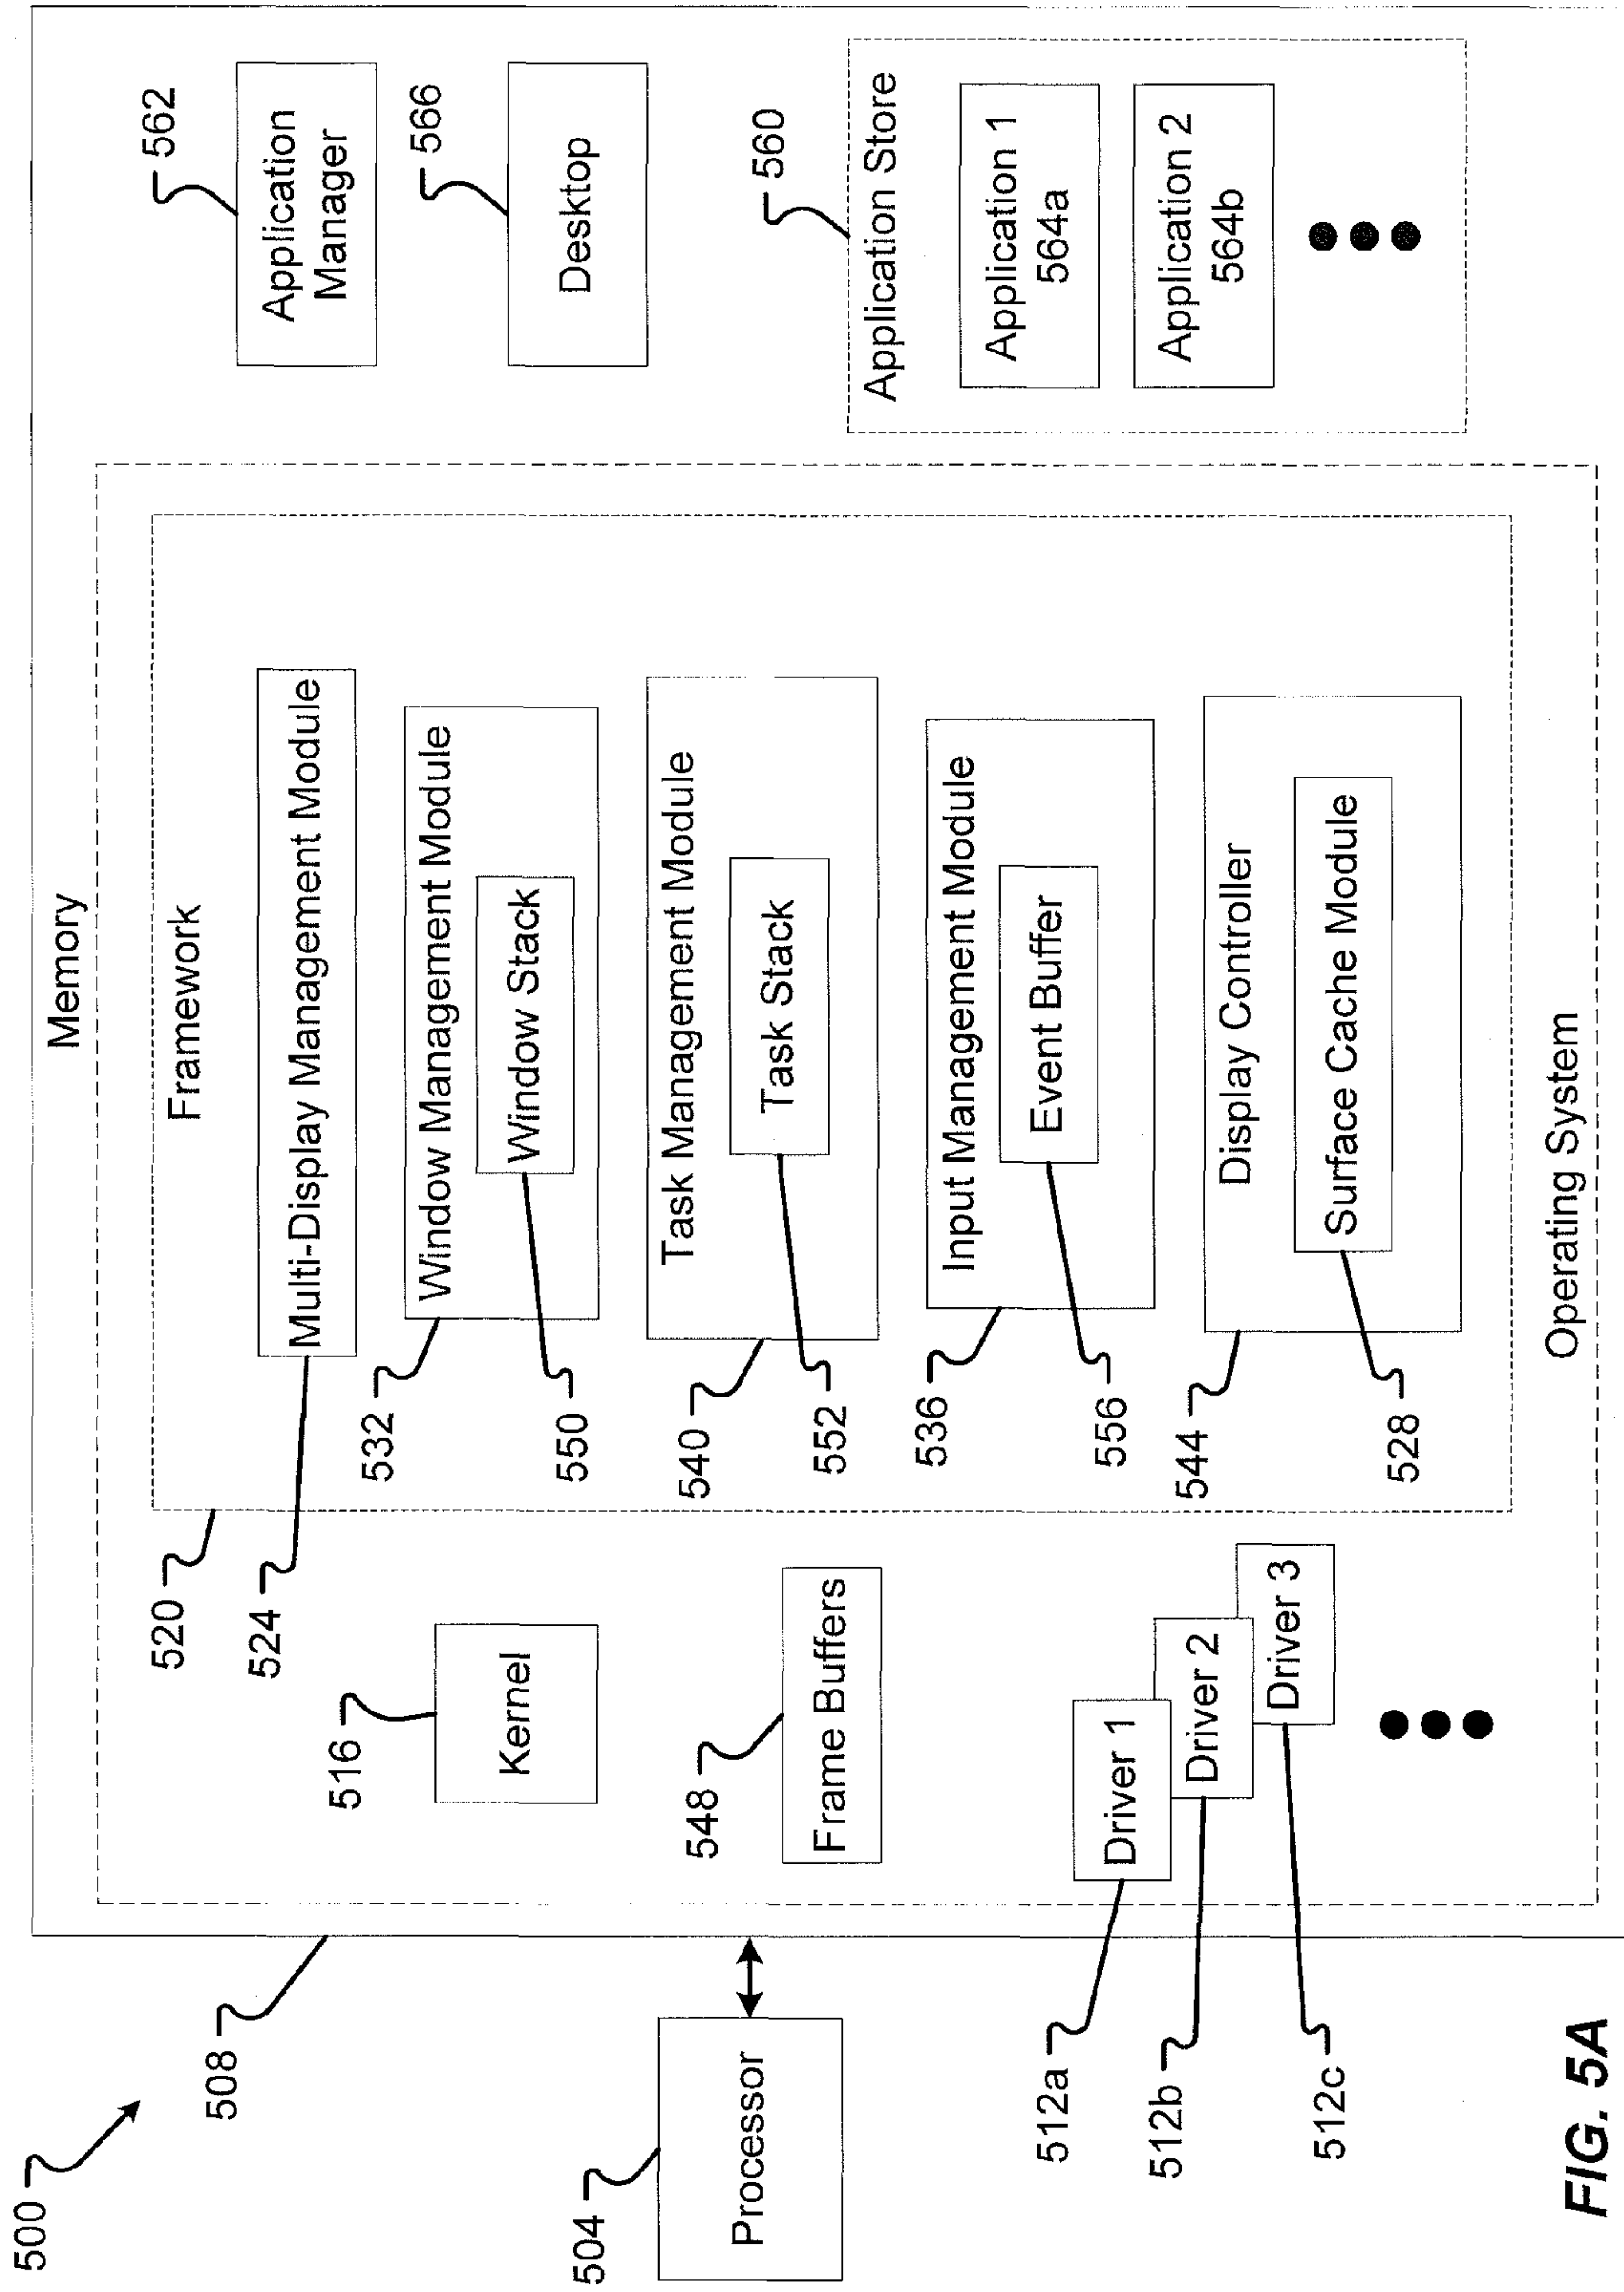 500
508
Memory
504
Processor
520
Framework
524
Multi-Display Management Module
532
Window Management Module
550
Window Stack
540
Task Management Module
552
Task Stack
536
Input Management Module
556
Event Buffer
544
Display Controller
528
Surface Cache Module
516
Kernel
548
Frame Buffers
512a
Driver 1
512b
Driver 2
512c
Driver 3
Operating System
562
Application
Manager
566
Desktop
560
Application Store
Application 1
564a
Application 2
564b
FIG. 5A